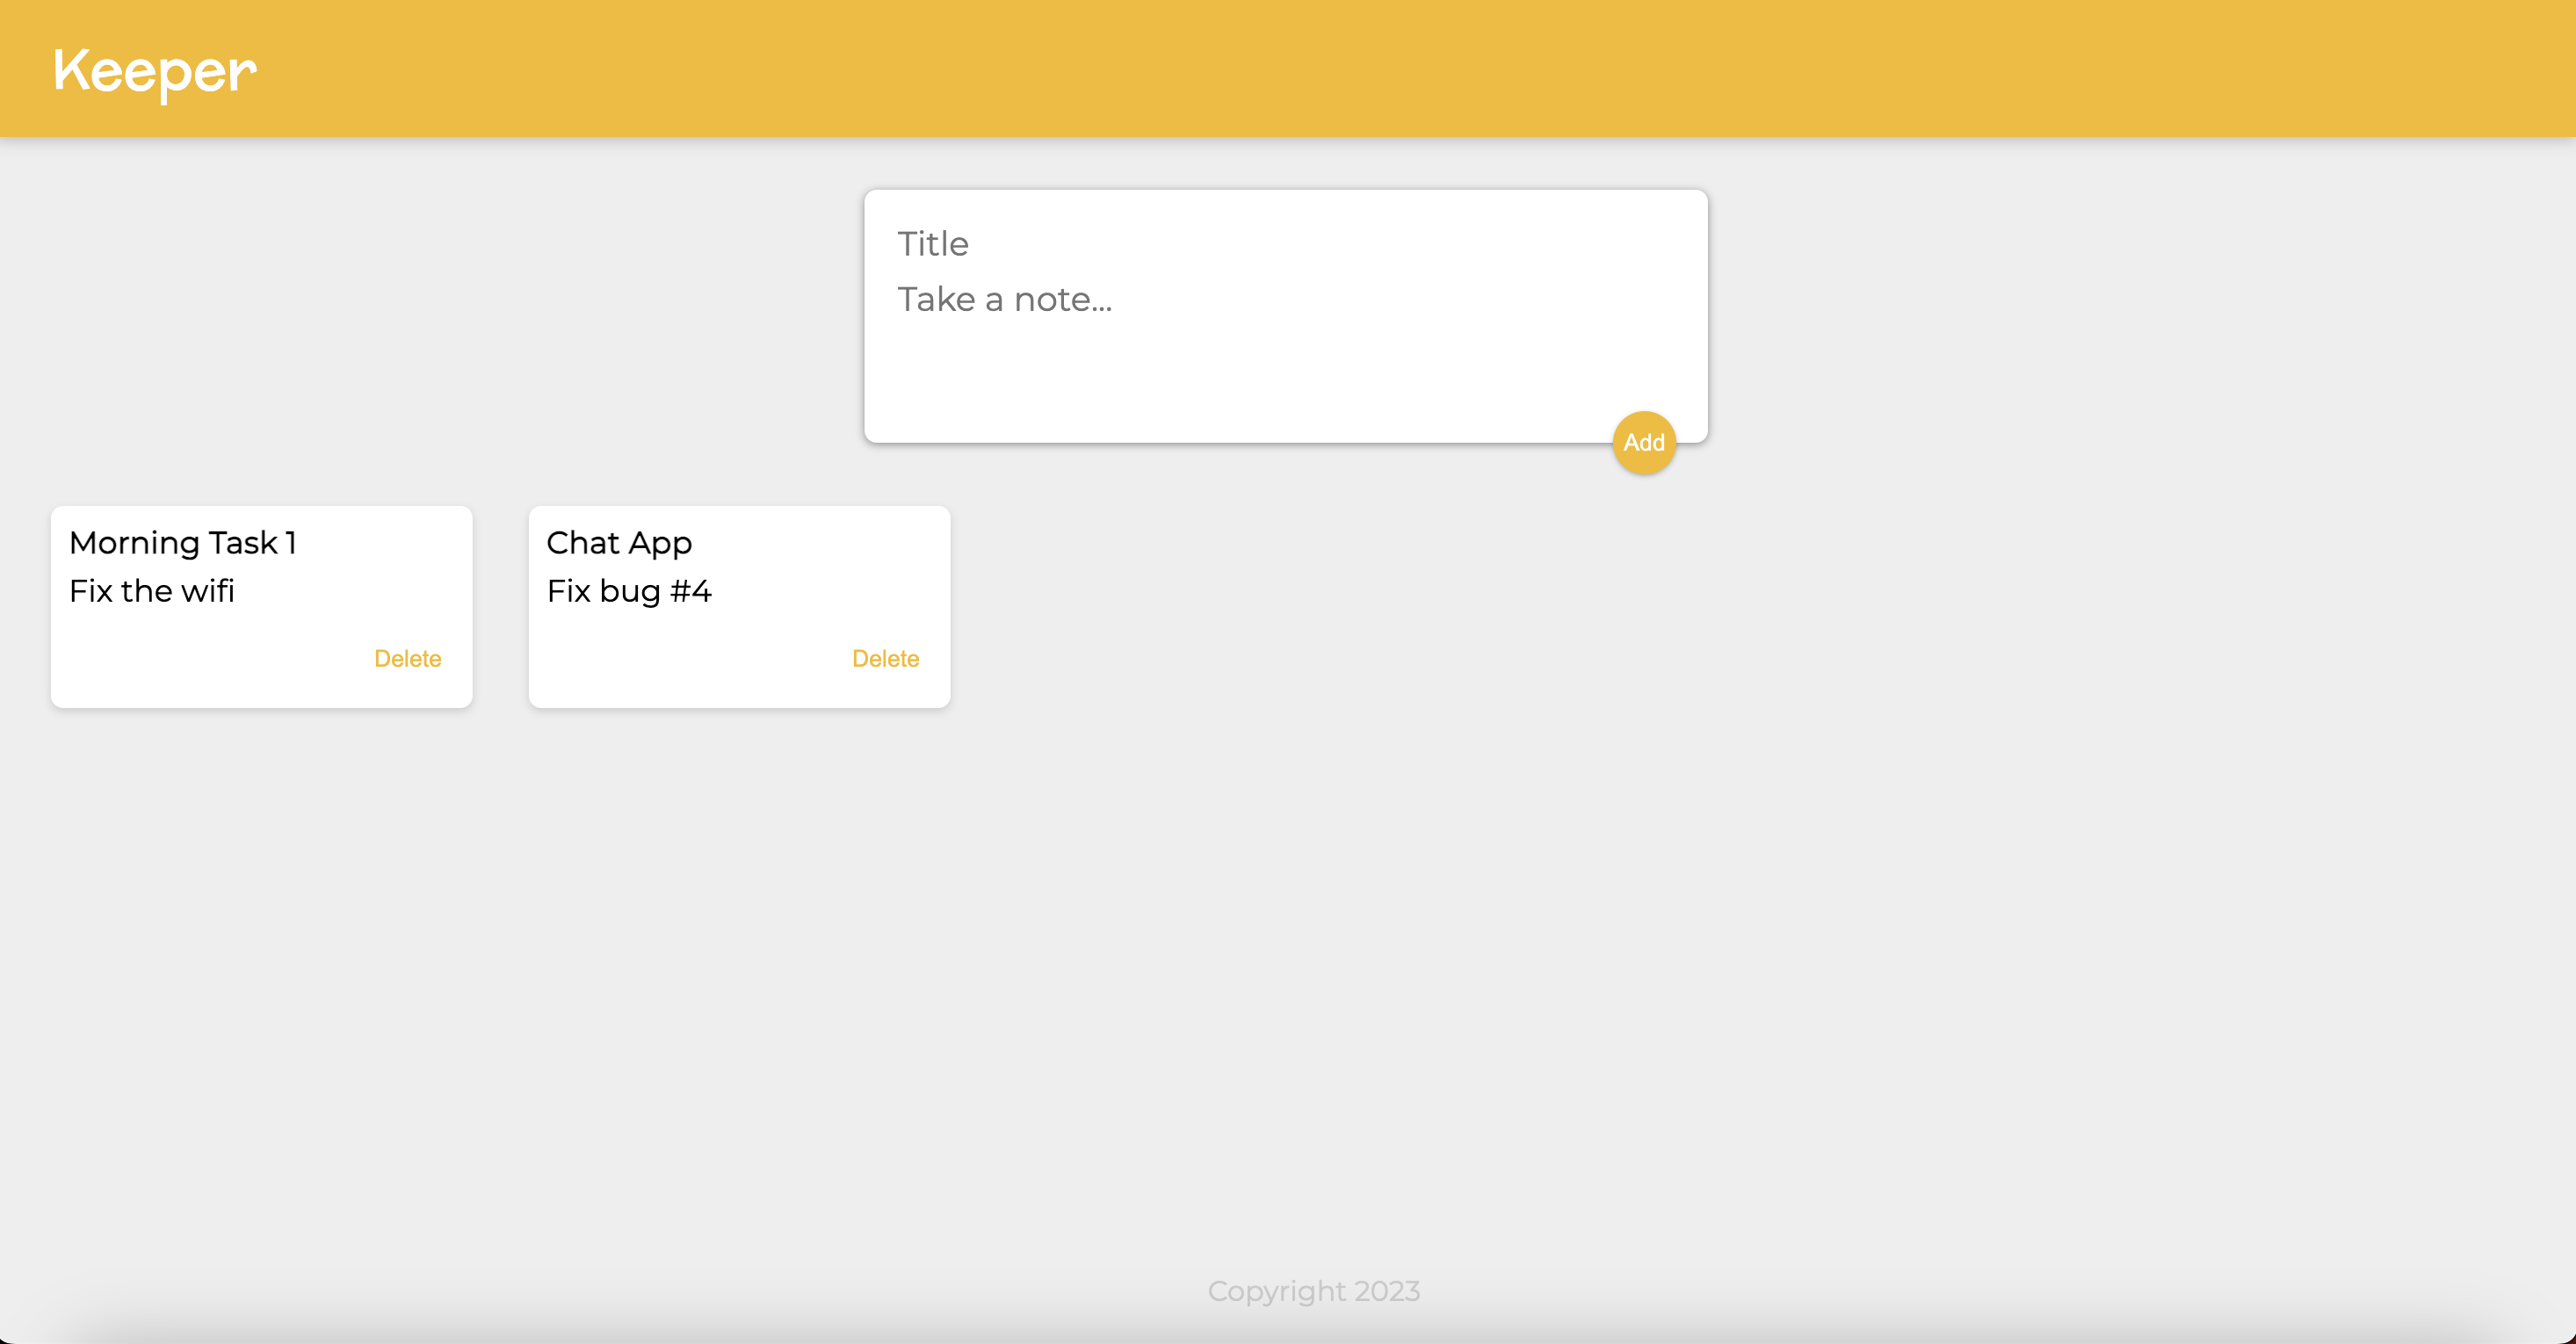 Keeper
Title
Take a note...
Add
Morning Task 1
Fix the wifi
Delete
Chat App
Fix bug #4
Delete
Copyright 2023